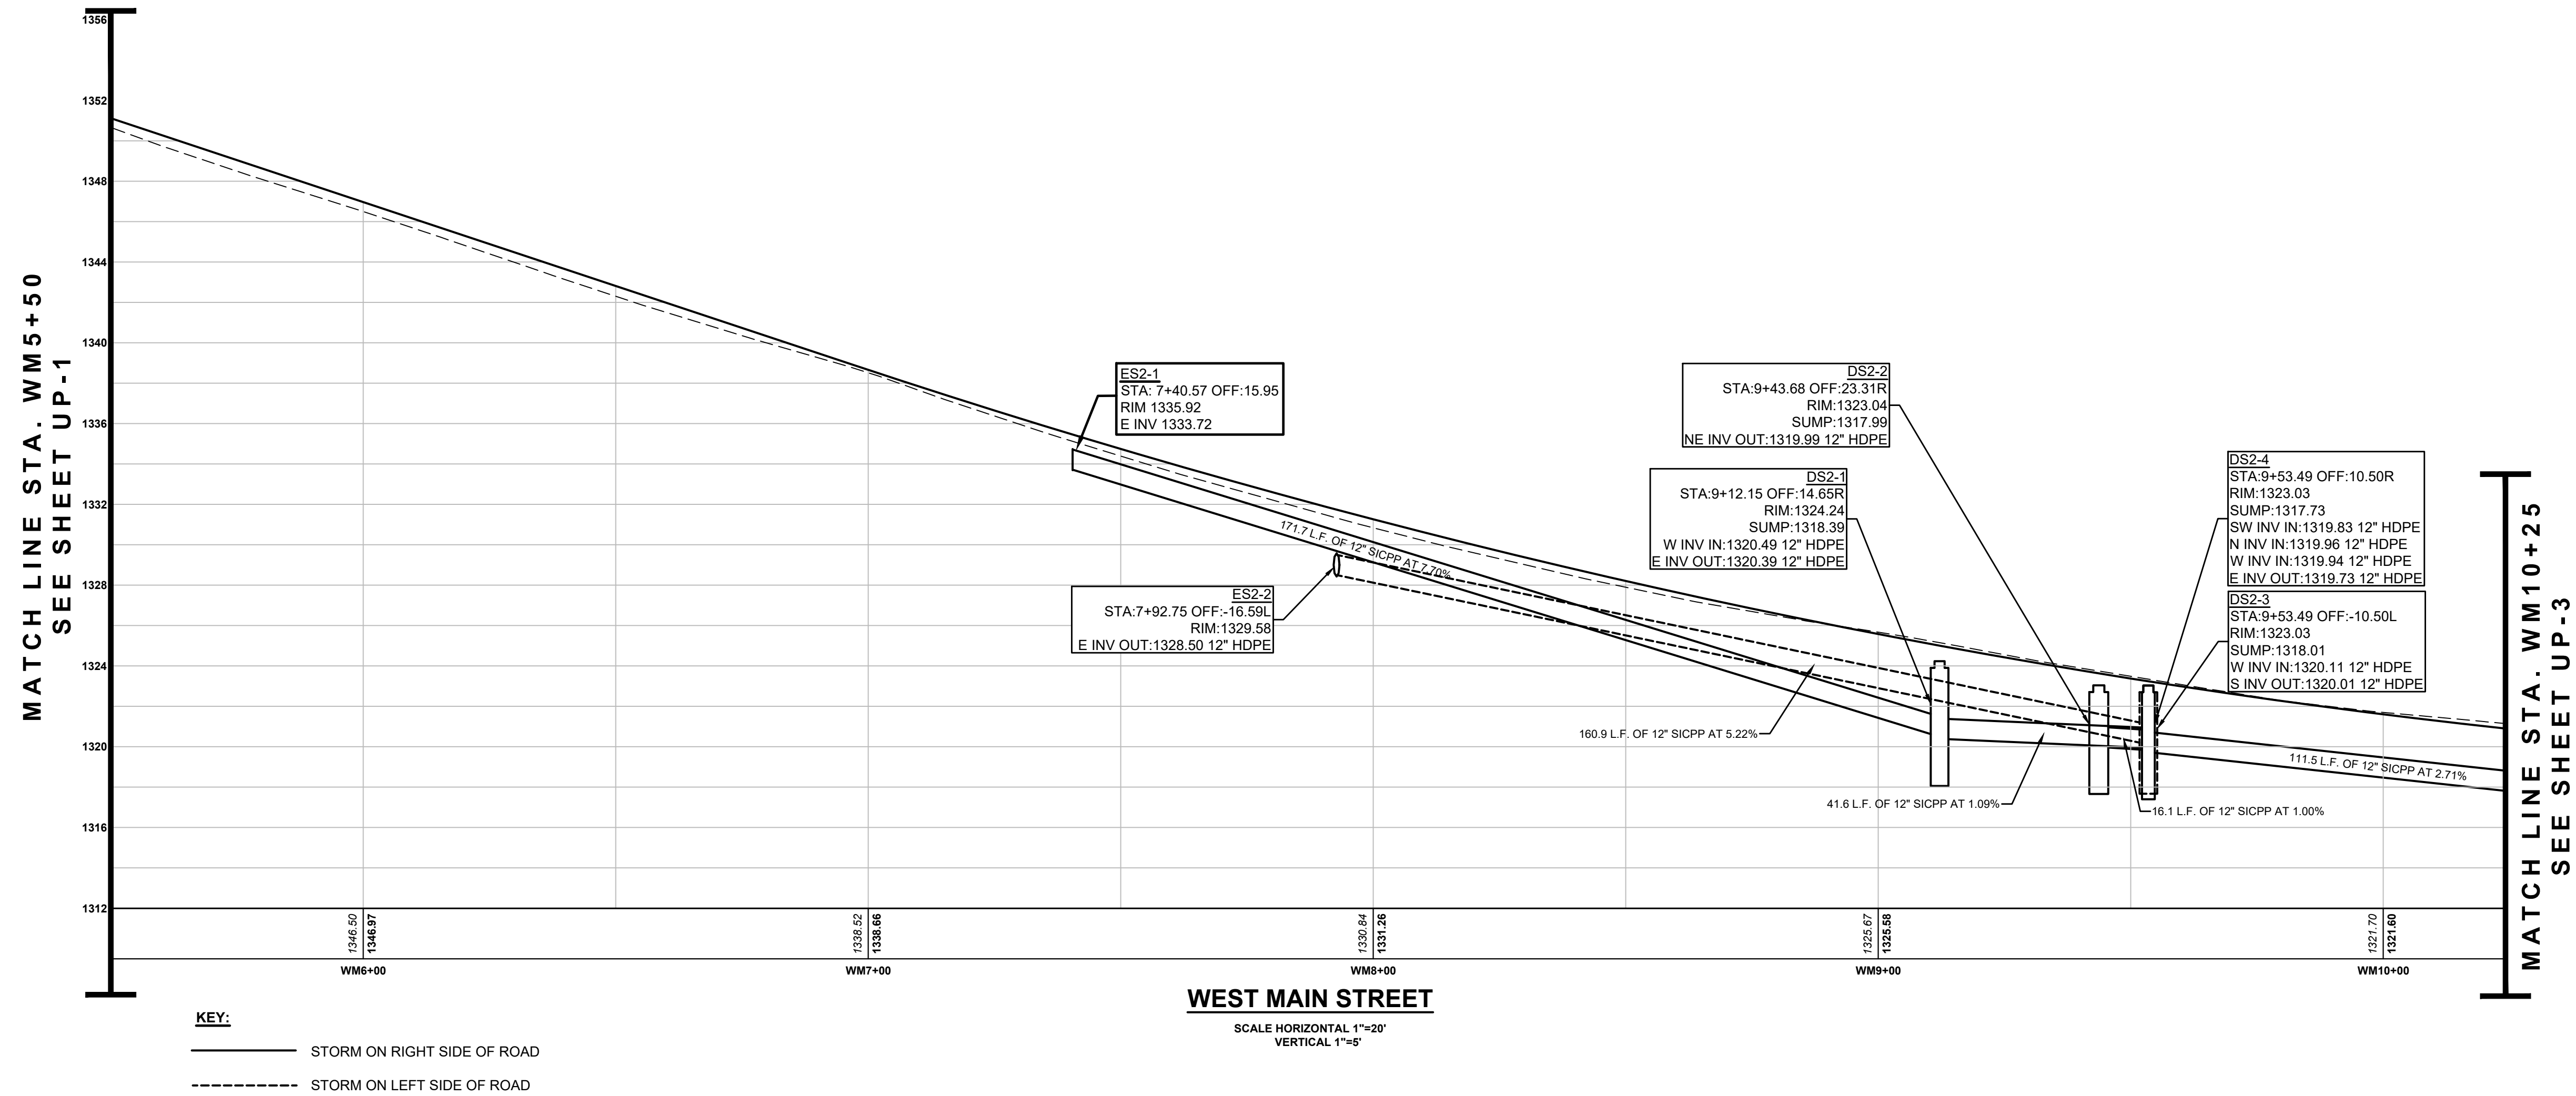 MATCH LINE STA. WM5+50
SEE SHEET UP-1
1356
1352
1348
1344
1340
1336
1332
1328
1324
1320
1316
1312
ES2-1
STA: 7+40.57 OFF:15.95
RIM 1335.92
E INV 1333.72
171.7 L.F. OF 12" SICPP AT 7.70%
ES2-2
STA:7+92.75 OFF:-16.59L
RIM:1329.58
E INV OUT:1328.50 12" HDPE
DS2-2
STA:9+43.68 OFF:23.31R
RIM:1323.04
SUMP:1317.99
NE INV OUT:1319.99 12" HDPE
DS2-1
STA:9+12.15 OFF:14.65R
RIM:1324.24
SUMP:1318.39
W INV IN:1320.49 12" HDPE
E INV OUT:1320.39 12" HDPE
DS2-4
STA:9+53.49 OFF:10.50R
RIM:1323.03
SUMP:1317.73
SW INV IN:1319.83 12" HDPE
N INV IN:1319.96 12" HDPE
W INV IN:1319.94 12" HDPE
E INV OUT:1319.73 12" HDPE
DS2-3
STA:9+53.49 OFF:-10.50L
RIM:1323.03
SUMP:1318.01
W INV IN:1320.11 12" HDPE
S INV OUT:1320.01 12" HDPE
160.9 L.F. OF 12" SICPP AT 5.22%
41.6 L.F. OF 12" SICPP AT 1.09%
16.1 L.F. OF 12" SICPP AT 1.00%
111.5 L.F. OF 12" SICPP AT 2.71%
MATCH LINE STA. WM10+25
SEE SHEET UP-3
1346.50
1346.97
1338.52
1338.66
1330.84
1331.26
1325.67
1325.58
1321.70
1321.60
WM6+00
WM7+00
WM8+00
WM9+00
WM10+00
WEST MAIN STREET
SCALE HORIZONTAL 1"=20'
VERTICAL 1"=5'
KEY:
STORM ON RIGHT SIDE OF ROAD
STORM ON LEFT SIDE OF ROAD